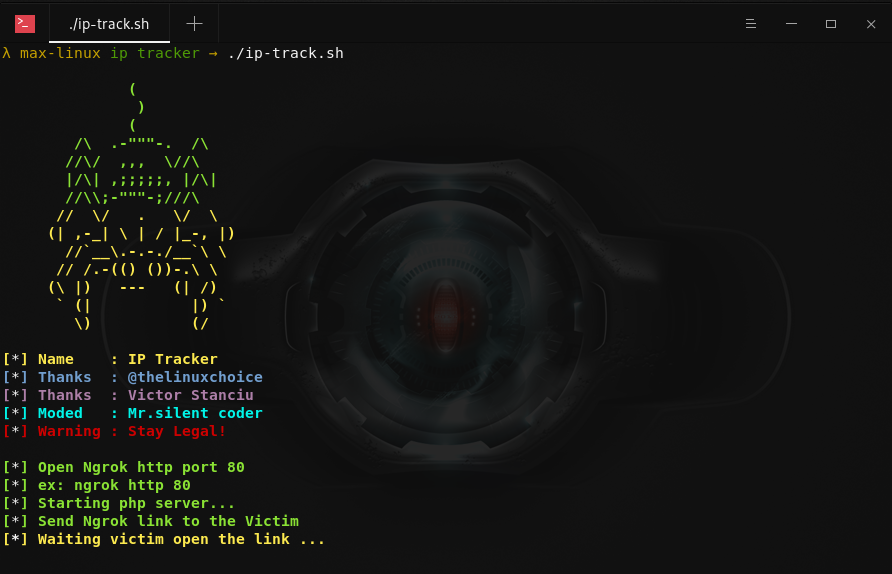 ./ip-track.sh
λ max-linux ip tracker → ./ip-track.sh
              (
               )
              (
        /\  .-"""-.  /\
       //\/  ,,,  \//\
       |/\| ,;;;;;, |/\|
       //\\;-"""-;///\
      //  \/   .   \/  \
     (| ,-_| \ | / |_-, |)
       //`__\.-.-./__`\ \
      // /.-(() ())-.\ \
     (\ |)   ---   (| /)
      ` (|           |) `
        \)           (/
[*] Name    : IP Tracker
[*] Thanks  : @thelinuxchoice
[*] Thanks  : Victor Stanciu
[*] Moded   : Mr.silent coder
[*] Warning : Stay Legal!
[*] Open Ngrok http port 80
[*] ex: ngrok http 80
[*] Starting php server...
[*] Send Ngrok link to the Victim
[*] Waiting victim open the link ...